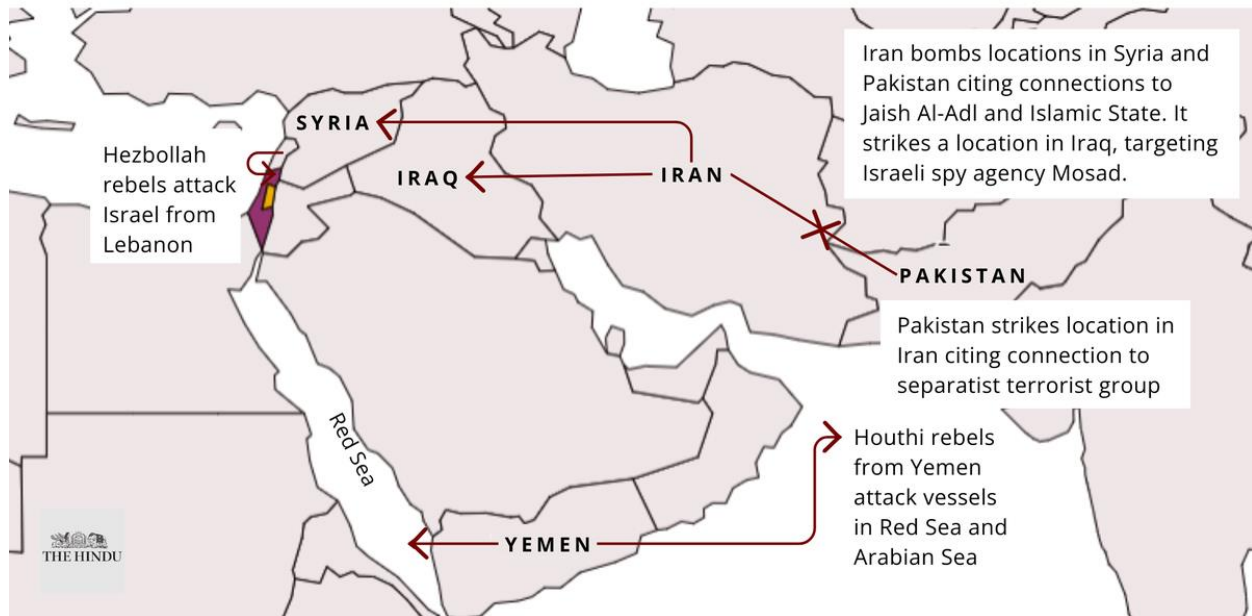 Iran bombs locations in Syria and
Pakistan citing connections to
Jaish Al-Adl and Islamic State. It
strikes a location in Iraq, targeting
Israeli spy agency Mosad.
SYRIA
Hezbollah
rebels attack
Israel from
Lebanon
IRAQ
IRAN
PAKISTAN
Pakistan strikes location in
Iran citing connection to
separatist terrorist group
Red Sea
Houthi rebels
from Yemen
attack vessels
in Red Sea and
Arabian Sea
YEMEN
THE HINDU